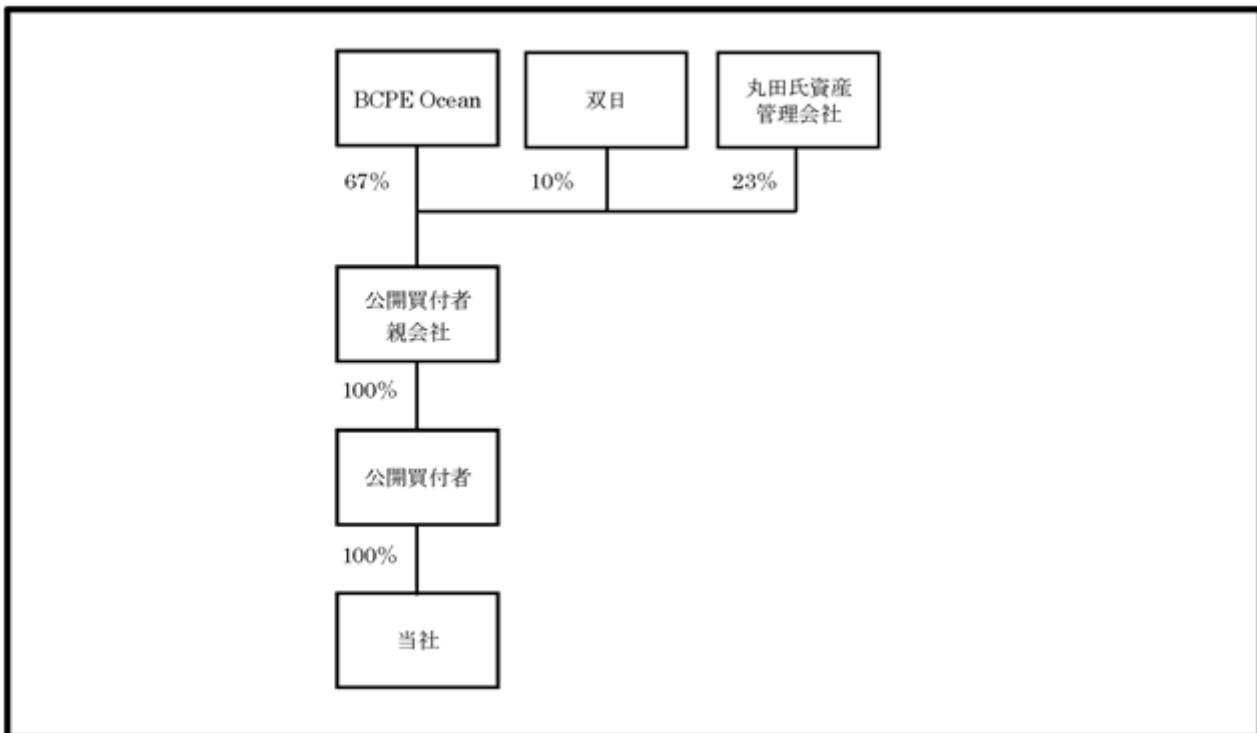 BCPE Ocean
双日
丸田氏資産
管理会社
67%
10%
23%
公開買付者
親会社
100%
公開買付者
100%
当社